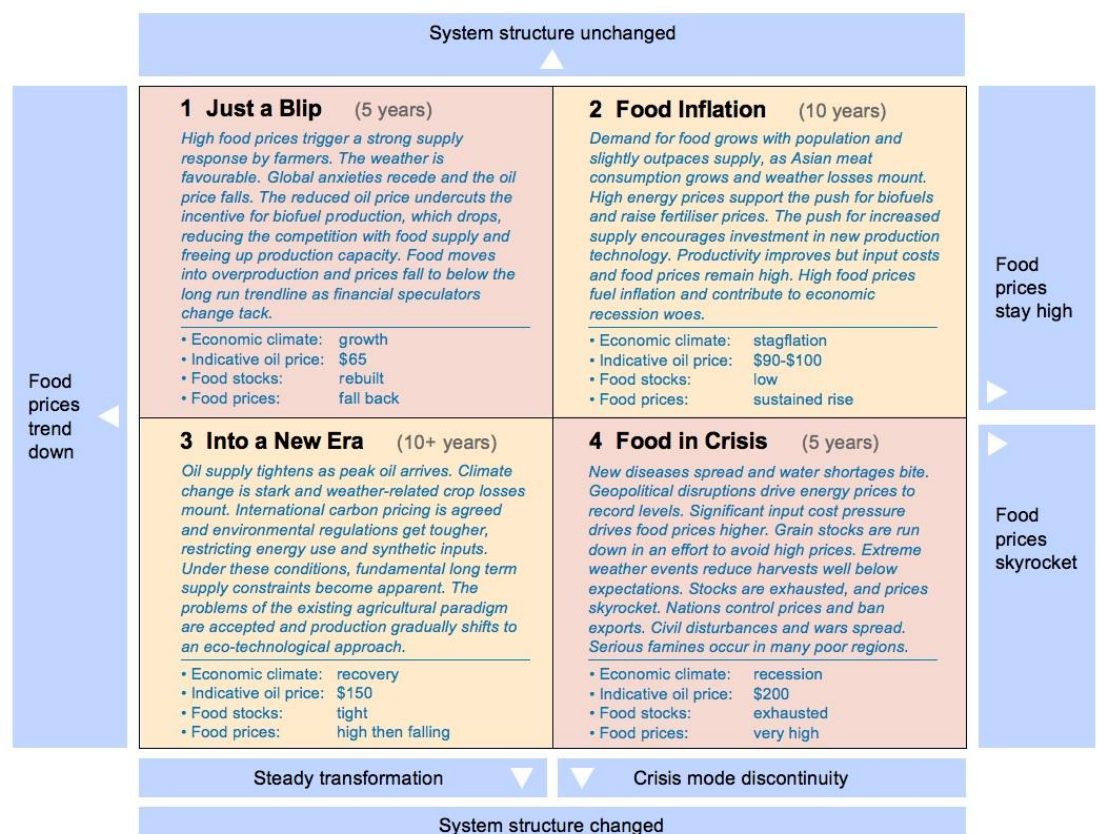 System structure unchanged
Food
prices
trend
down
1 Just a Blip (5 years)
High food prices trigger a strong supply
response by farmers. The weather is
favourable. Global anxieties recede and the oil
price falls. The reduced oil price undercuts the
incentive for biofuel production, which drops,
reducing the competition with food supply and
freeing up production capacity. Food moves
into overproduction and prices fall to below the
long run trendline as financial speculators
change tack.
• Economic climate: growth
• Indicative oil price: $65
• Food stocks: rebuilt
• Food prices: fall back
2 Food Inflation (10 years)
Demand for food grows with population and
slightly outpaces supply, as Asian meat
consumption grows and weather losses mount.
High energy prices support the push for biofuels
and raise fertiliser prices. The push for increased
supply encourages investment in new production
technology. Productivity improves but input costs
and food prices remain high. High food prices
fuel inflation and contribute to economic
recession woes.
• Economic climate: stagflation
• Indicative oil price: $90-$100
• Food stocks: low
• Food prices: sustained rise
Food
prices
stay high
3 Into a New Era (10+ years)
Oil supply tightens as peak oil arrives. Climate
change is stark and weather-related crop losses
mount. International carbon pricing is agreed
and environmental regulations get tougher,
restricting energy use and synthetic inputs.
Under these conditions, fundamental long term
supply constraints become apparent. The
problems of the existing agricultural paradigm
are accepted and production gradually shifts to
an eco-technological approach.
• Economic climate: recovery
• Indicative oil price: $150
• Food stocks: tight
• Food prices: high then falling
4 Food in Crisis (5 years)
New diseases spread and water shortages bite.
Geopolitical disruptions drive energy prices to
record levels. Significant input cost pressure
drives food prices higher. Grain stocks are run
down in an effort to avoid high prices. Extreme
weather events reduce harvests well below
expectations. Stocks are exhausted, and prices
skyrocket. Nations control prices and ban
exports. Civil disturbances and wars spread.
Serious famines occur in many poor regions.
• Economic climate: recession
• Indicative oil price: $200
• Food stocks: exhausted
• Food prices: very high
Food
prices
skyrocket
Steady transformation
Crisis mode discontinuity
System structure changed